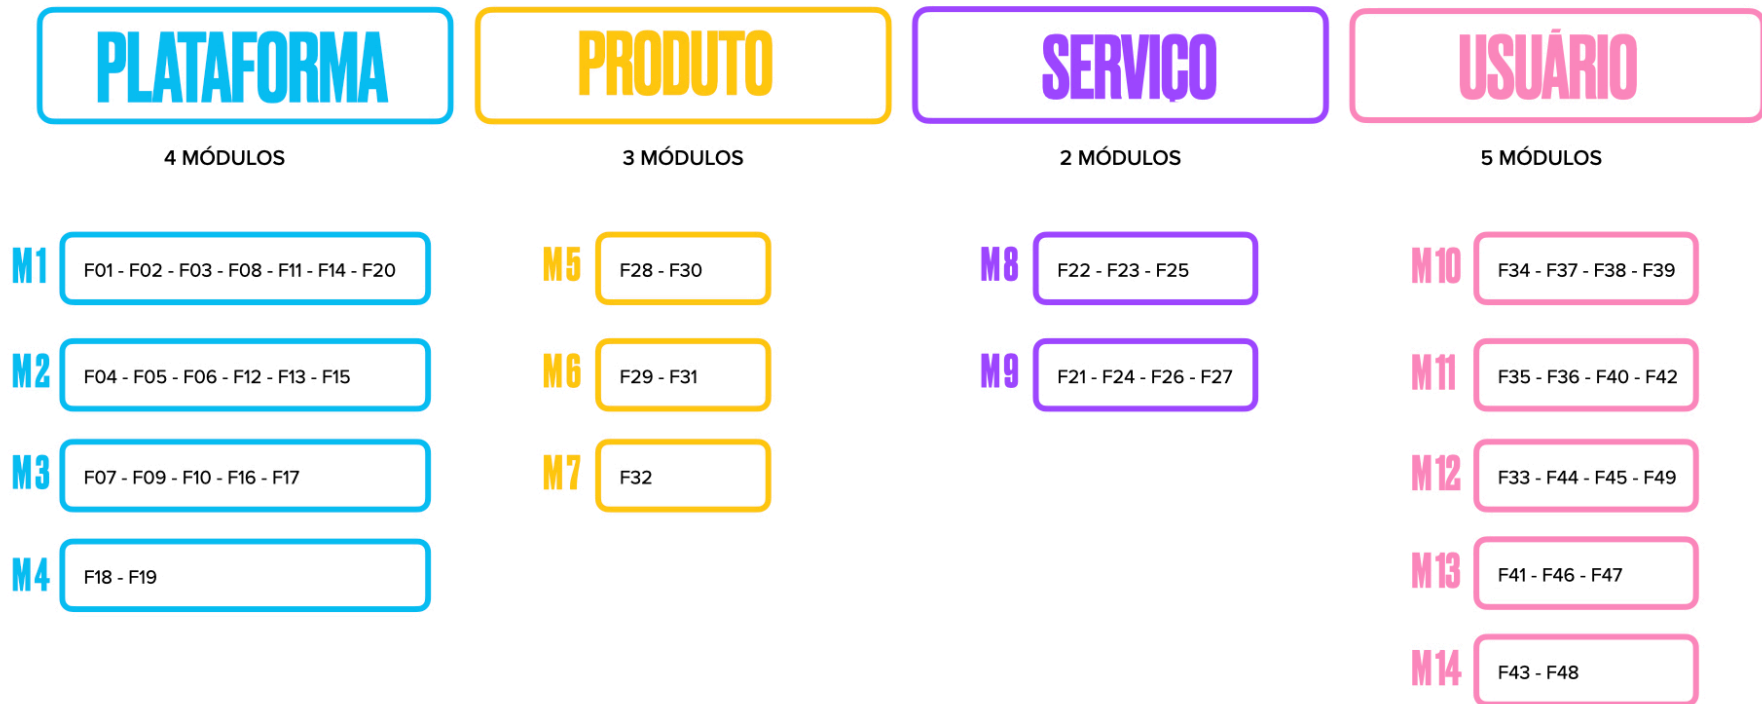 PLATAFORMA
4 MÓDULOS
M1 F01 - F02 - F03 - F08 - F11 - F14 - F20
M2 F04 - F05 - F06 - F12 - F13 - F15
M3 F07 - F09 - F10 - F16 - F17
M4 F18 - F19
PRODUTO
3 MÓDULOS
M5 F28 - F30
M6 F29 - F31
M7 F32
SERVIÇO
2 MÓDULOS
M8 F22 - F23 - F25
M9 F21 - F24 - F26 - F27
USUÁRIO
5 MÓDULOS
M10 F34 - F37 - F38 - F39
M11 F35 - F36 - F40 - F42
M12 F33 - F44 - F45 - F49
M13 F41 - F46 - F47
M14 F43 - F48